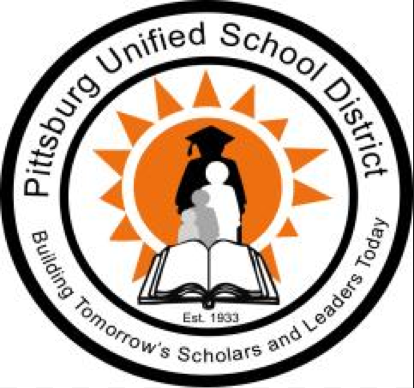 Pittsburg Unified School District
Est. 1933
Building Tomorrow's Scholars and Leaders Today